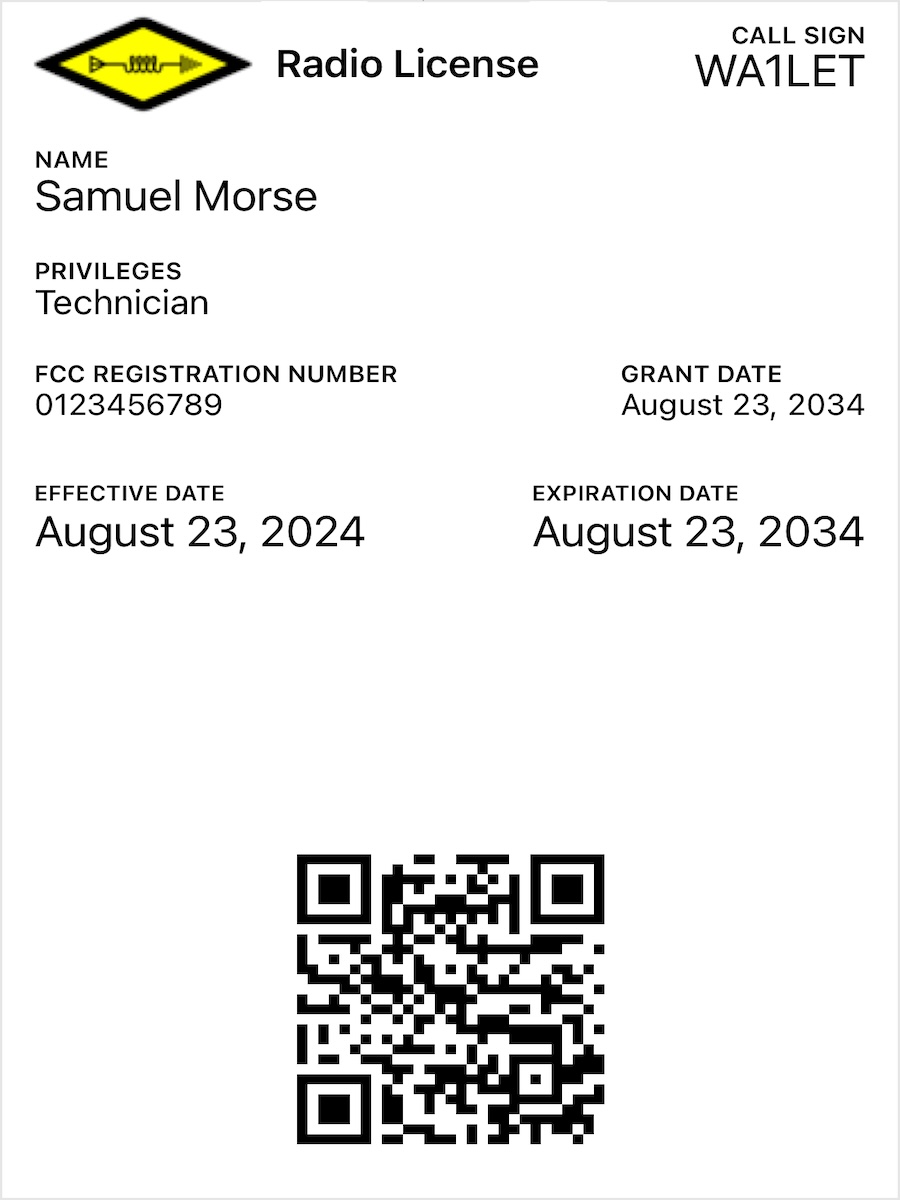 Radio License
CALL SIGN
WA1LET
NAME
Samuel Morse
PRIVILEGES
Technician
FCC REGISTRATION NUMBER
0123456789
GRANT DATE
August 23, 2034
EFFECTIVE DATE
August 23, 2024
EXPIRATION DATE
August 23, 2034